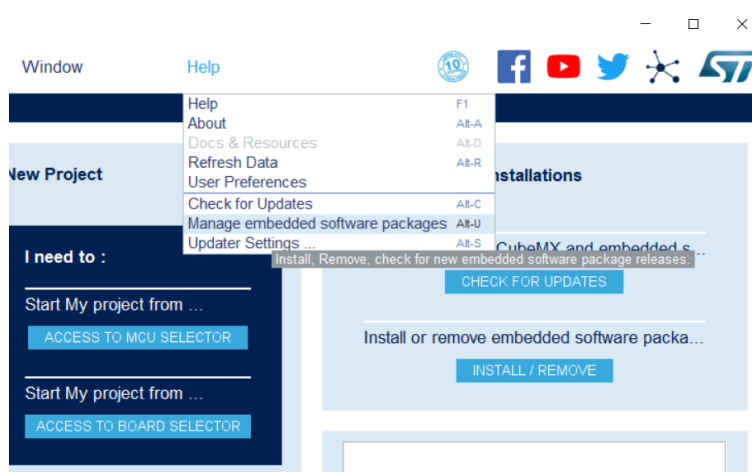 Window
Help
10
ST
Help F1
About Alt-A
Docs & Resources Alt-D
Refresh Data Alt-R
User Preferences
Check for Updates Alt-C
Manage embedded software packages Alt-U
Updater Settings ... Alt-S
Install, Remove, check for new embedded software package releases.
New Project
I need to :
Start My project from ...
ACCESS TO MCU SELECTOR
Start My project from ...
ACCESS TO BOARD SELECTOR
nstallations
CubeMX and embedded s...
CHECK FOR UPDATES
Install or remove embedded software packa...
INSTALL / REMOVE